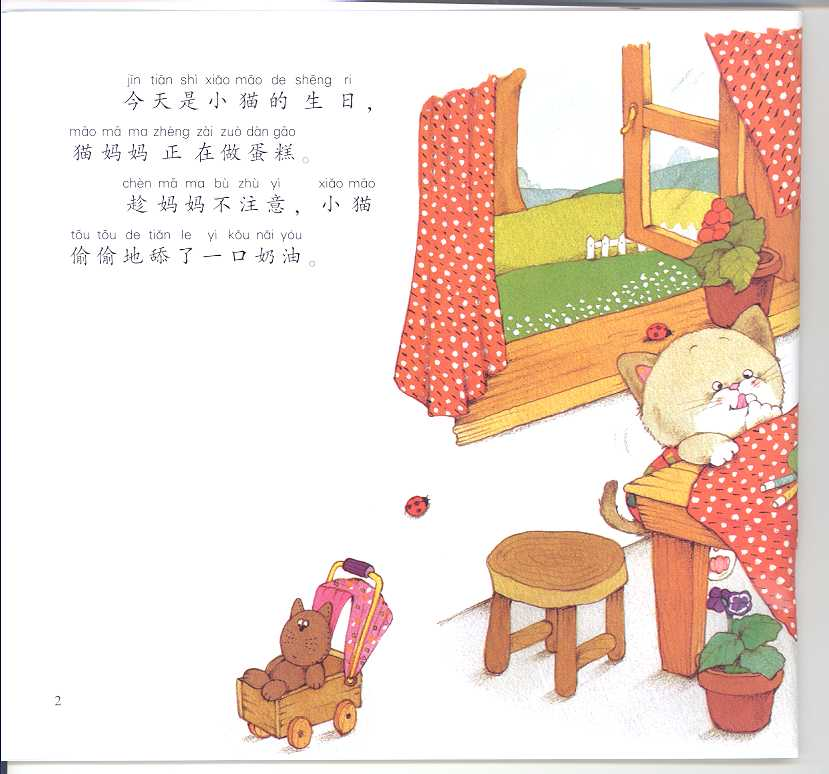 jīn tiān shì xiǎo māo de shēng rì
今天是小猫的生日，
māo mā ma zhèng zài zuò dàn gāo
猫妈妈正在做蛋糕。
chèn mā ma bù zhù yì xiǎo māo
趁妈妈不注意，小猫
tōu tōu de tiǎn le yì kǒu nǎi yóu
偷偷地舔了一口奶油。
2